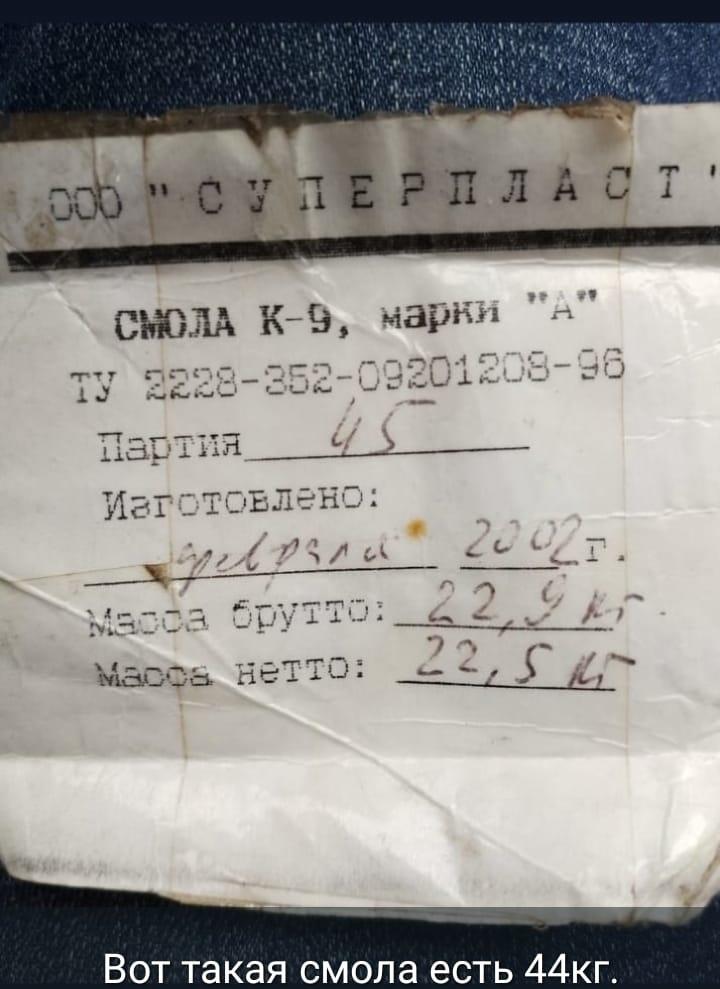 ООО "СУПЕРПЛАСТ"
СМОЛА К-9, марки "А"
ТУ 2228-352-09201208-96
Партия 45
Изготовлено:
февраля 2002г.
Масса брутто: 22,9 кг.
Масса нетто: 22,5 кг
Вот такая смола есть 44кг.